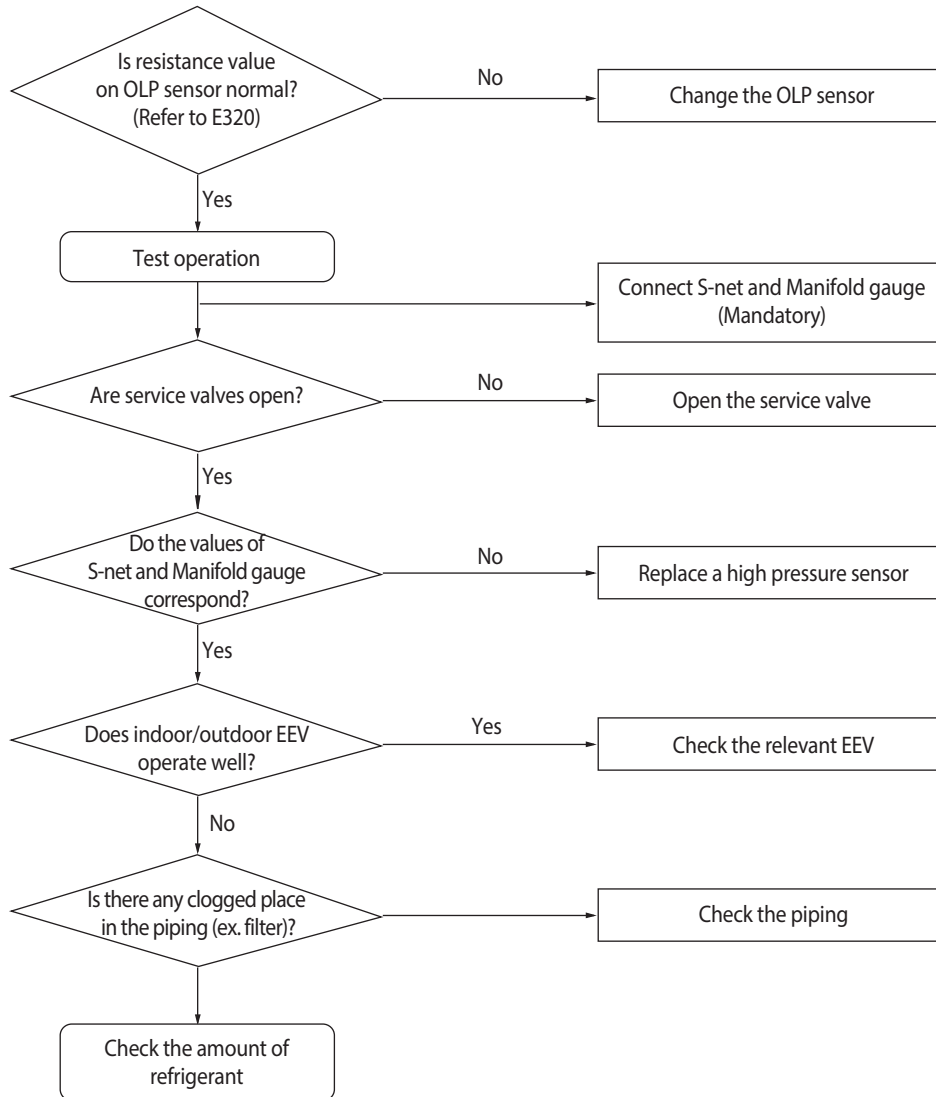 Is resistance value
on OLP sensor normal?
(Refer to E320)
No
Change the OLP sensor
Yes
Test operation
Connect S-net and Manifold gauge
(Mandatory)
Are service valves open?
No
Open the service valve
Yes
Do the values of
S-net and Manifold gauge
correspond?
No
Replace a high pressure sensor
Yes
Does indoor/outdoor EEV
operate well?
Yes
Check the relevant EEV
No
Is there any clogged place
in the piping (ex. filter)?
Check the piping
Check the amount of
refrigerant